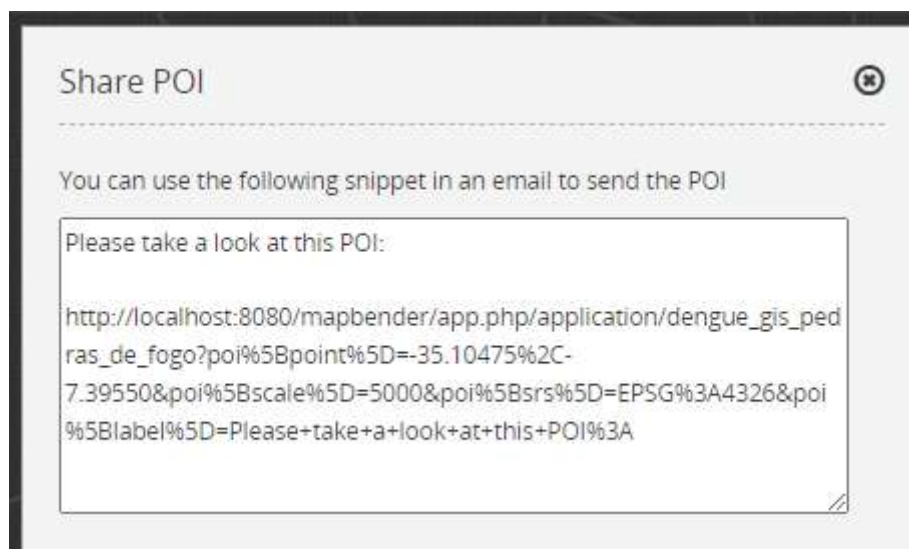 Share POI
You can use the following snippet in an email to send the POI
Please take a look at this POI:
http://localhost:8080/mapbender/app.php/application/dengue_gis_ped
ras_de_fogo?poi%5Bpoint%5D=-35.10475%2C-
7.39550&poi%5Bscale%5D=5000&poi%5Bsrs%5D=EPSG%3A4326&poi
%5Blabel%5D=Please+take+a+look+at+this+POI%3A